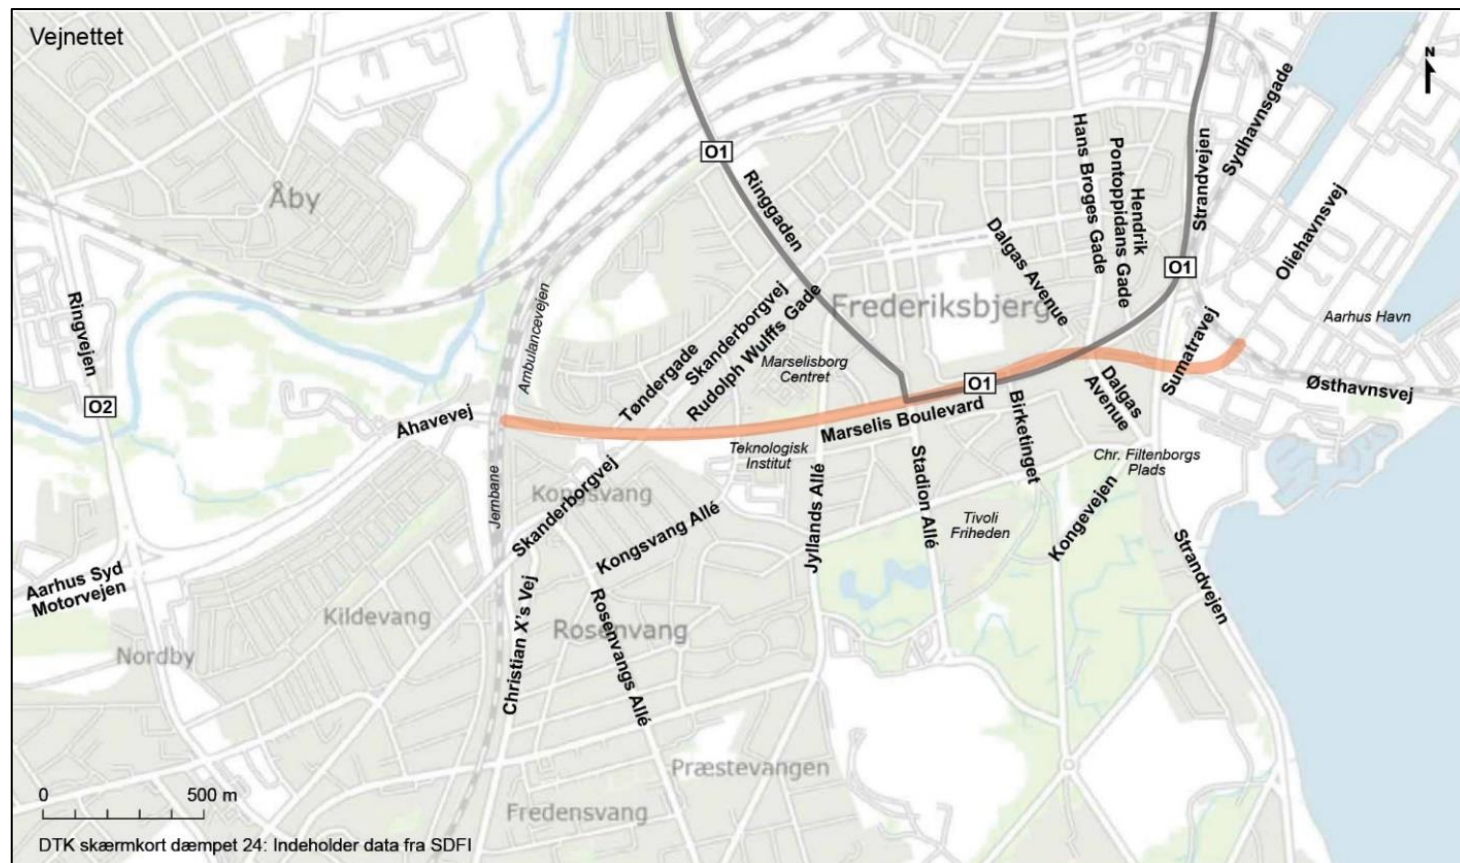 Vejnettet
N
O1
Sydhavnsgade
Strandvejen
Hans Broges Gade
Hendrik
Pontoppidans Gade
Åby
Ringgaden
Oliehavnsvej
Dalgas Avenue
O1
Ringvejen
Ambulancevejen
Skanderborgvej
Frederiksbjerg
Sumatravej
Aarhus Havn
Tøndergade
Rudolph Wulffs Gade
Marselisborg
Centret
O1
Dalgas
Avenue
Østhavnsvej
O2
Åhavevej
Marselis Boulevard
Birketinget
Teknologisk
Institut
Chr. Filtenborgs
Plads
Jernbane
Kongsvang
Skanderborgvej
Jyllands Allé
Stadion Allé
Tivoli
Friheden
Kongevejen
Kongsvang Allé
Aarhus Syd
Motorvejen
Strandvejen
Kildevang
Christian X's Vej
Rosenvangs Allé
Rosenvang
Nordby
Præstevangen
0
500 m
Fredensvang
DTK skærmkort dæmpet 24: Indeholder data fra SDFI